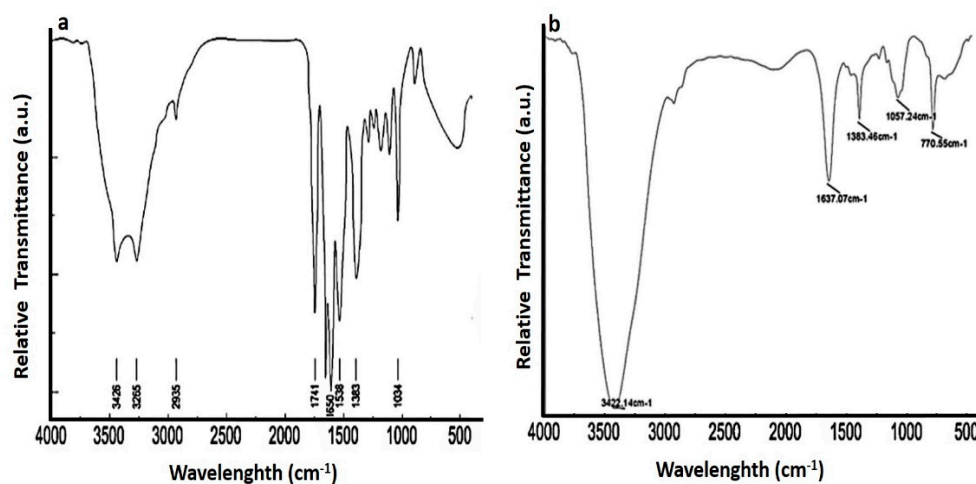 a
Relative Transmittance (a.u.)
3426
3265
2935
1741
1650
1538
1383
1034
4000 3500 3000 2500 2000 1500 1000 500
Wavelenghth (cm-1)
b
Relative Transmittance (a.u.)
3422.14cm-1
1637.07cm-1
1383.46cm-1
1057.24cm-1
770.55cm-1
4000 3500 3000 2500 2000 1500 1000 500
Wavelenghth (cm-1)